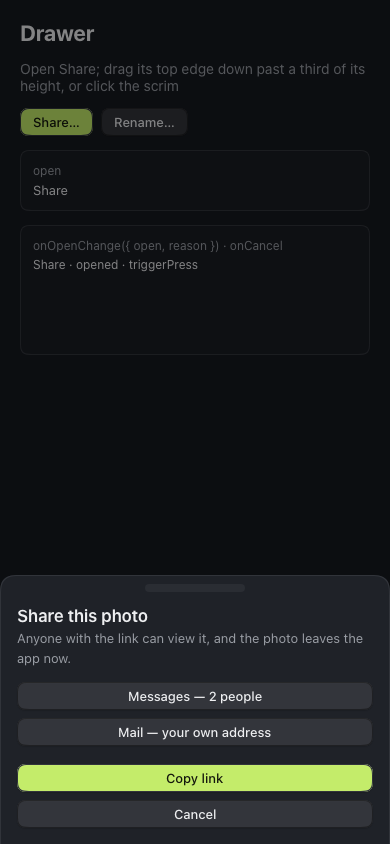 Drawer
Open Share; drag its top edge down past a third of its
height, or click the scrim
Share...
Rename...
open
Share
onOpenChange({ open, reason }) · onCancel
Share · opened · triggerPress
Share this photo
Anyone with the link can view it, and the photo leaves the
app now.
Messages — 2 people
Mail — your own address
Copy link
Cancel